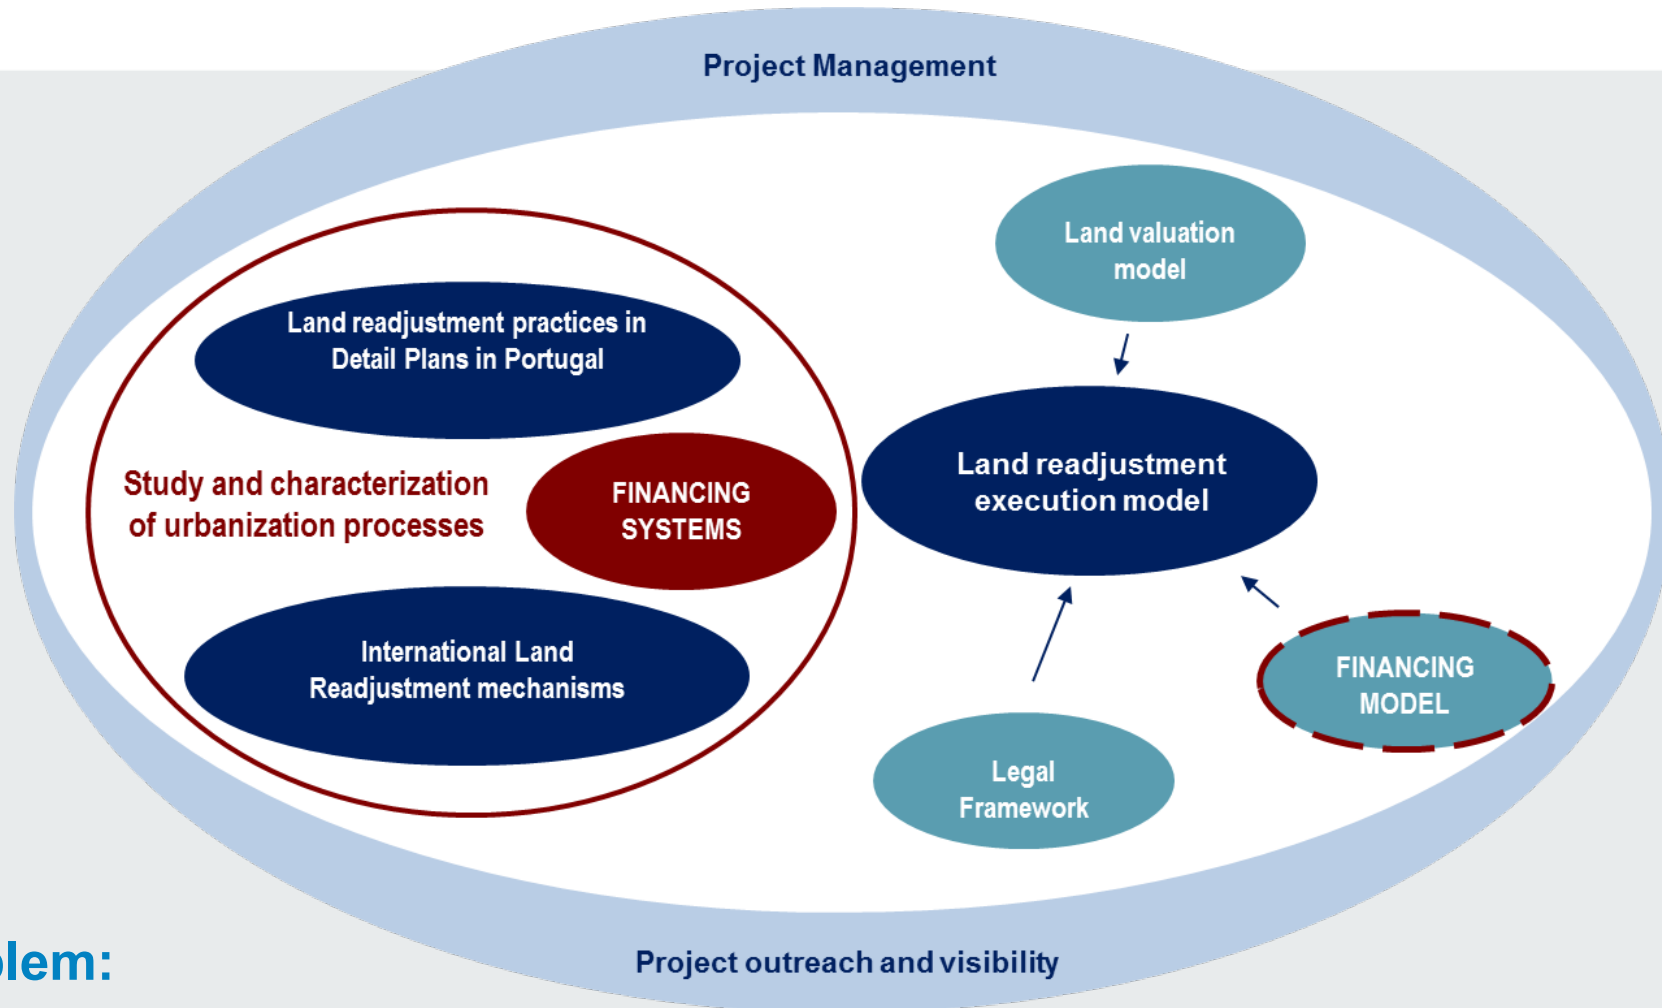 Project Management
Land valuation
model
Land readjustment practices in
Detail Plans in Portugal
Study and characterization
of urbanization processes
FINANCING
SYSTEMS
Land readjustment
execution model
International Land
Readjustment mechanisms
FINANCING
MODEL
Legal
Framework
Project outreach and visibility
lem: